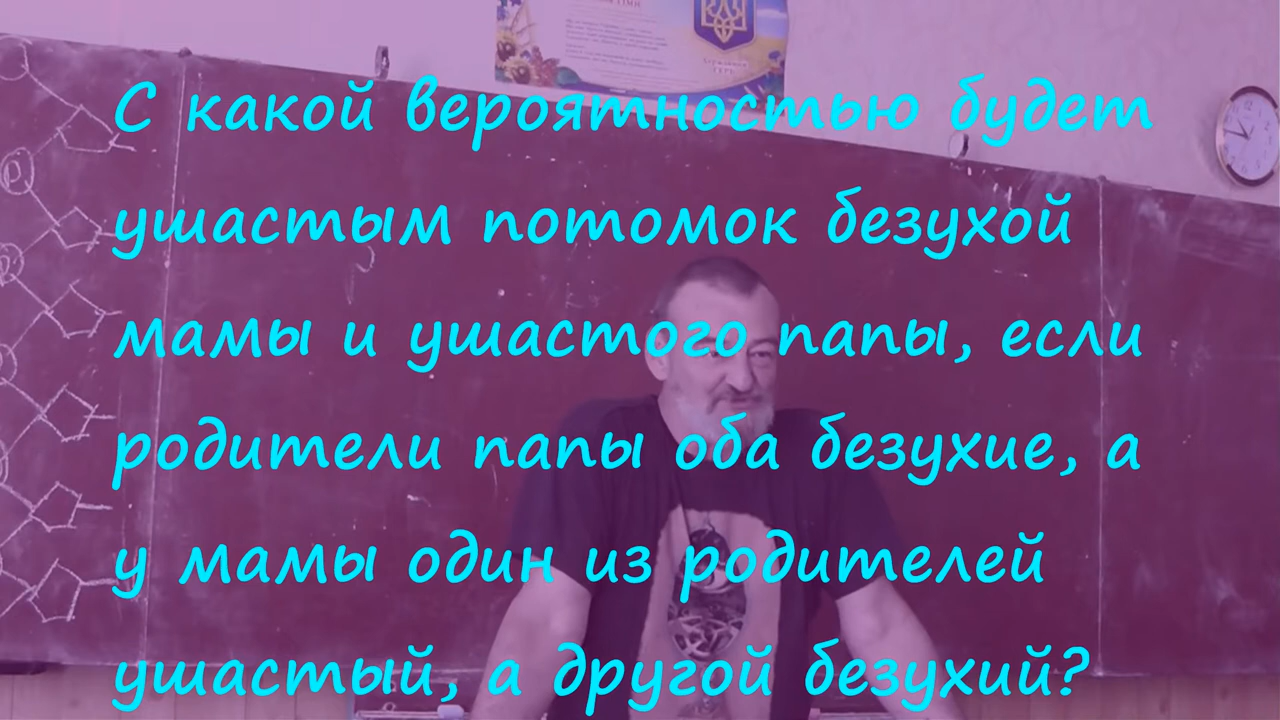 С какой вероятностью будет
ушастым потомок безухой
мамы и ушастого папы, если
родители папы оба безухие, а
у мамы один из родителей
ушастый, а другой безухий?